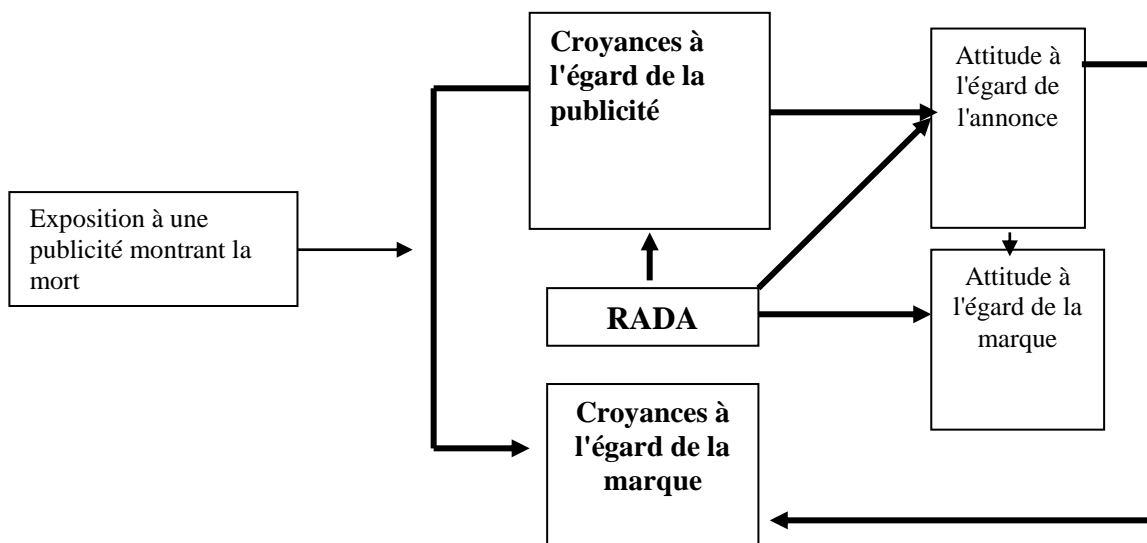 Croyances à
l'égard de la
publicité
Attitude à
l'égard de
l'annonce
Exposition à une
publicité montrant la
mort
RADA
Attitude à
l'égard de la
marque
Croyances à
l'égard de la
marque